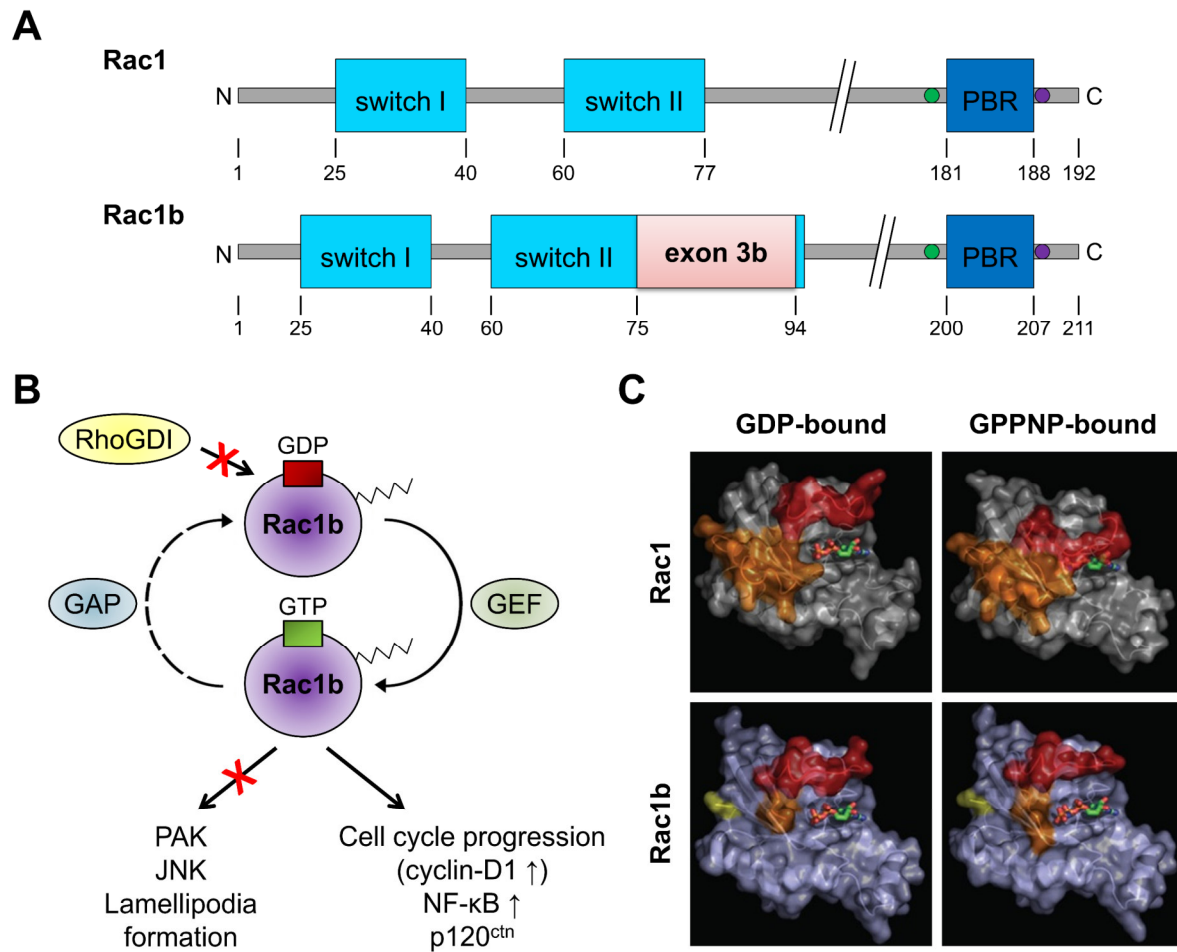 A
Rac1
N
switch I
switch II
PBR
C
1
25
40
60
77
181
188
192
Rac1b
N
switch I
switch II
exon 3b
PBR
C
1
25
40
60
75
94
200
207
211
B
RhoGDI
GDP
Rac1b
GAP
GEF
GTP
Rac1b
PAK
JNK
Lamellipodia
formation
Cell cycle progression
(cyclin-D1 ↑)
NF-κB ↑
p120ctn
C
GDP-bound
GPPNP-bound
Rac1
Rac1b